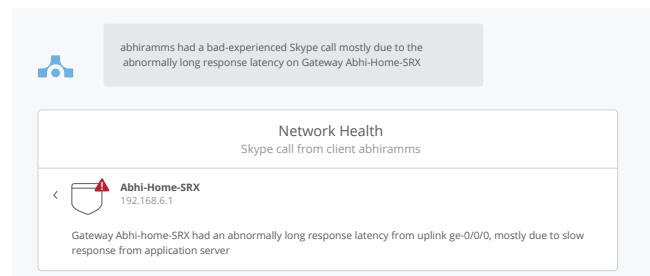 abhiramms had a bad-experienced Skype call mostly due to the
abnormally long response latency on Gateway Abhi-Home-SRX
Network Health
Skype call from client abhiramms
Abhi-Home-SRX
192.168.6.1
Gateway Abhi-home-SRX had an abnormally long response latency from uplink ge-0/0/0, mostly due to slow
response from application server